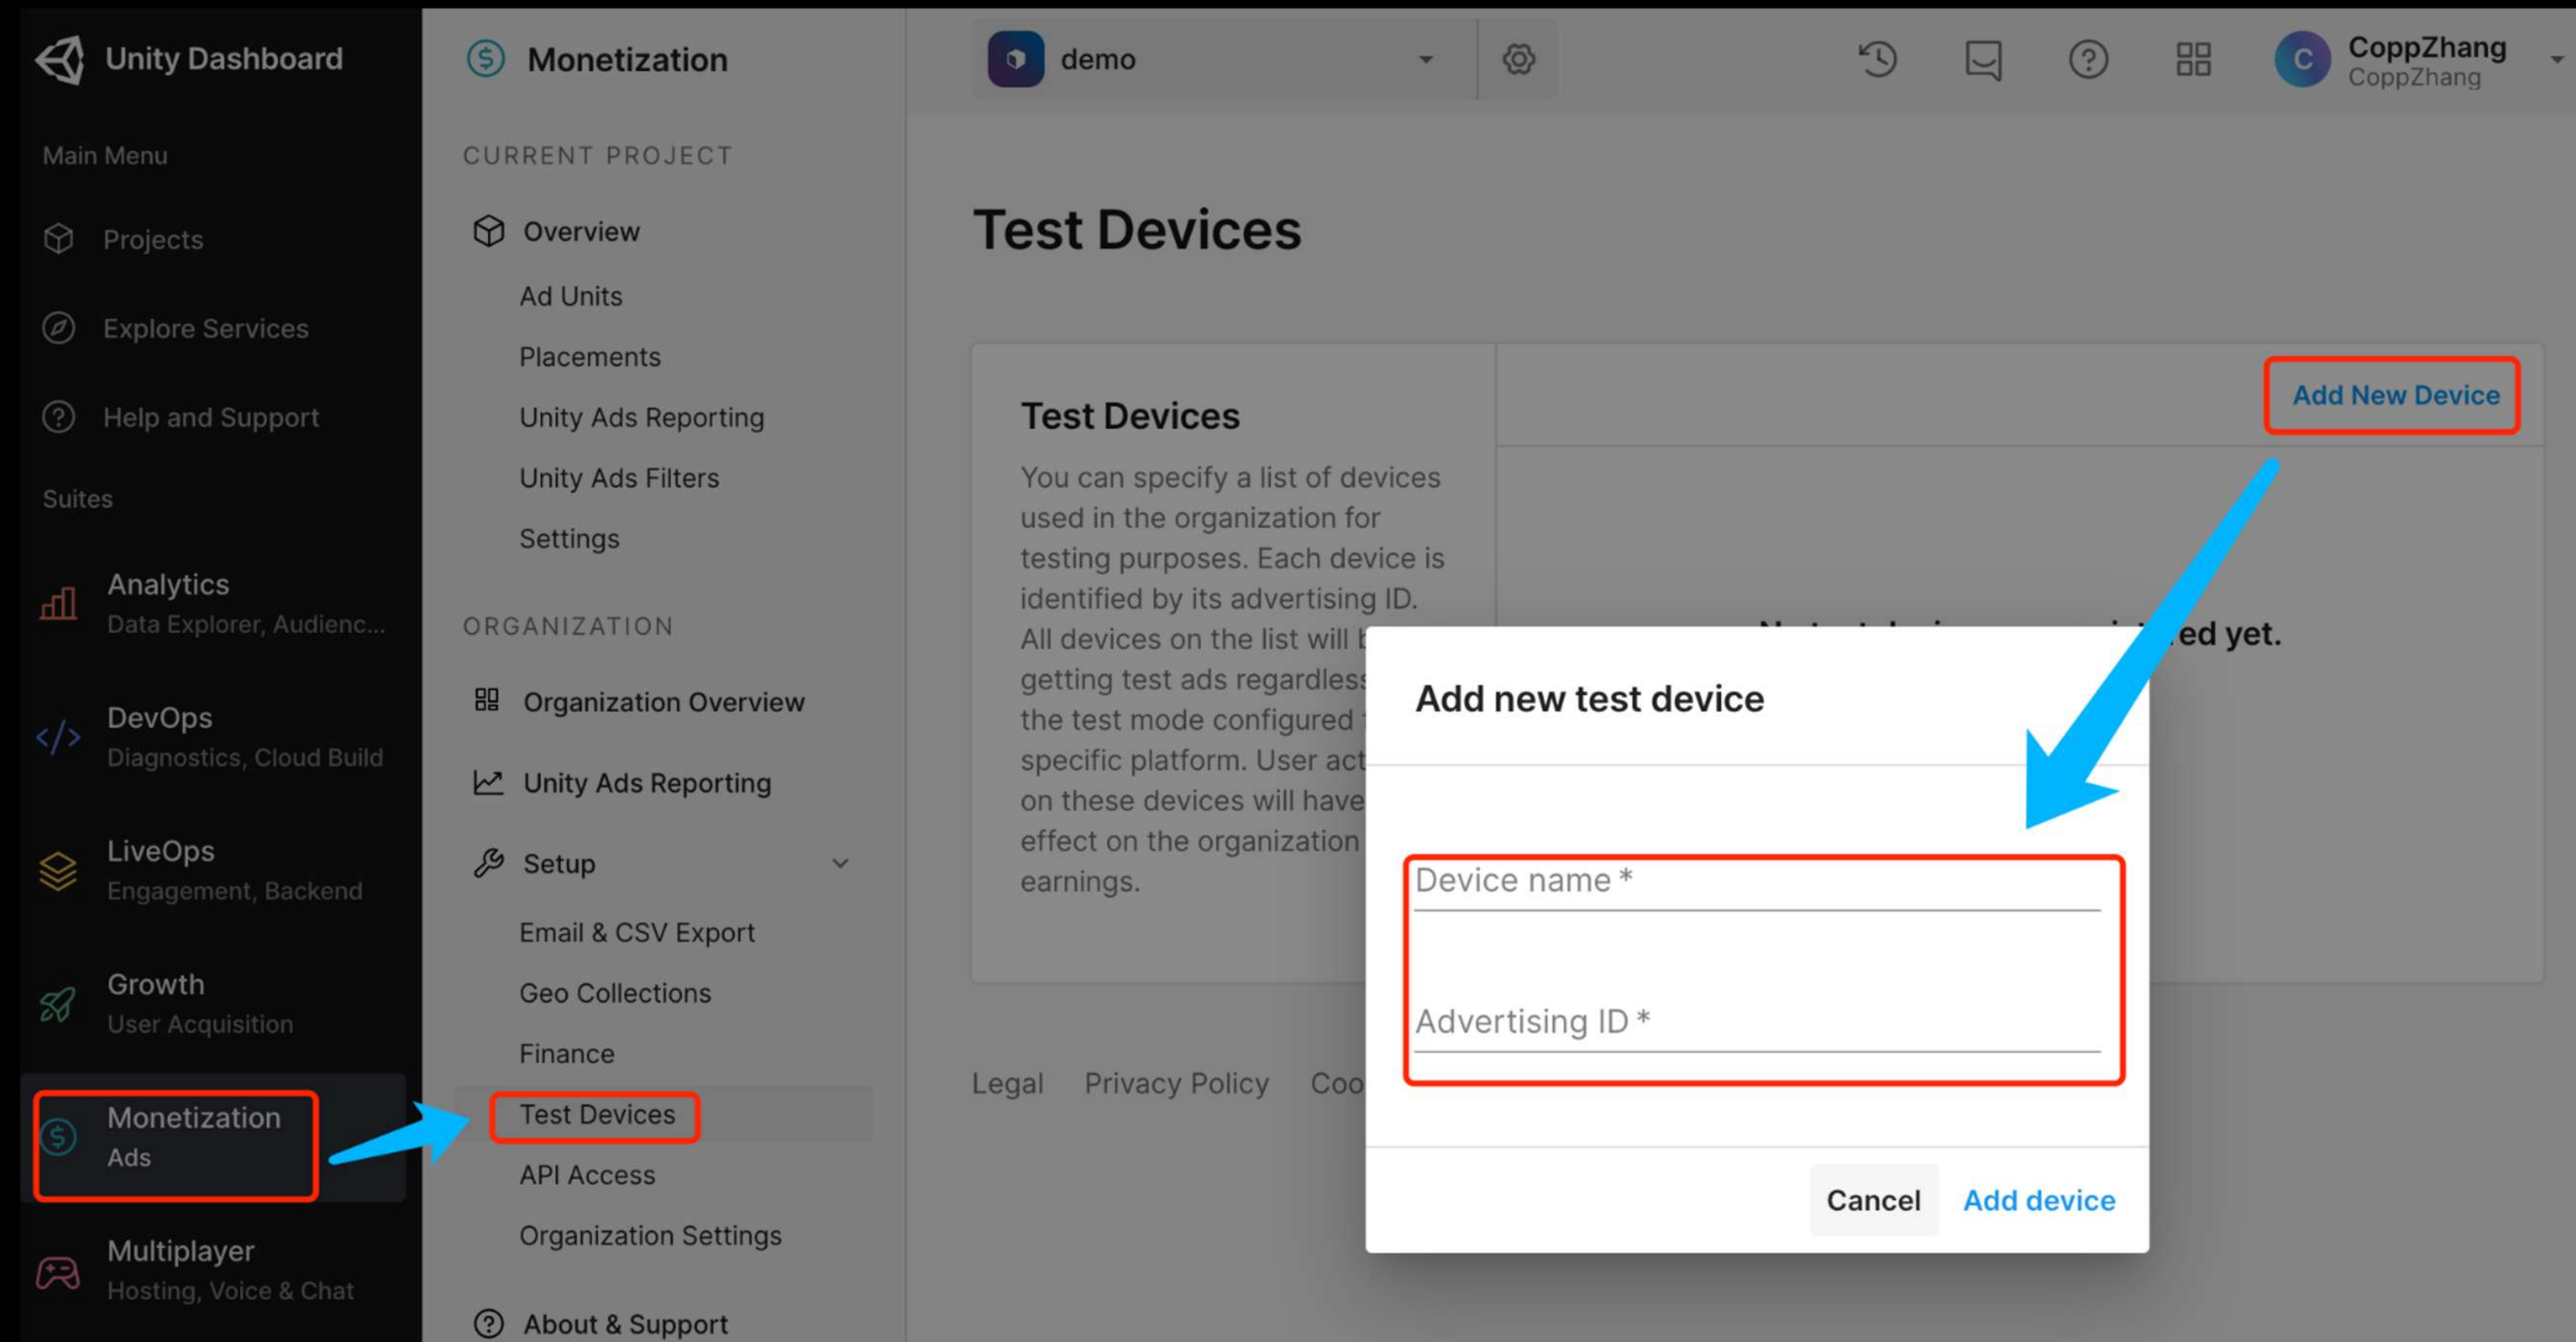 Unity Dashboard
Main Menu
Projects
Explore Services
Help and Support
Suites
Analytics
Data Explorer, Audienc...
DevOps
Diagnostics, Cloud Build
LiveOps
Engagement, Backend
Growth
User Acquisition
Monetization
Ads
Multiplayer
Hosting, Voice & Chat
Monetization
CURRENT PROJECT
Overview
Ad Units
Placements
Unity Ads Reporting
Unity Ads Filters
Settings
ORGANIZATION
Organization Overview
Unity Ads Reporting
Setup
Email & CSV Export
Geo Collections
Finance
Test Devices
API Access
Organization Settings
About & Support
demo
C
CoppZhang
CoppZhang
Test Devices
Test Devices
You can specify a list of devices
used in the organization for
testing purposes. Each device is
identified by its advertising ID.
All devices on the list will
getting test ads regardless
the test mode configured
specific platform. User act
on these devices will have
effect on the organization
earnings.
Add New Device
yet.
Add new test device
Device name *
Advertising ID *
Cancel
Add device
Legal
Privacy Policy
Coo